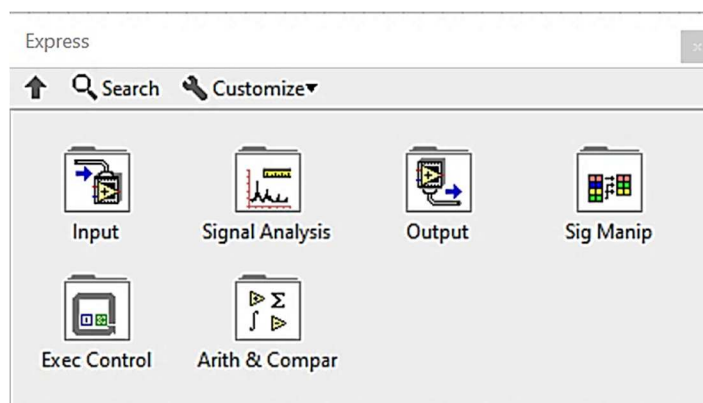 Express
Search Customize
Input Signal Analysis Output Sig Manip
Exec Control Arith & Compar